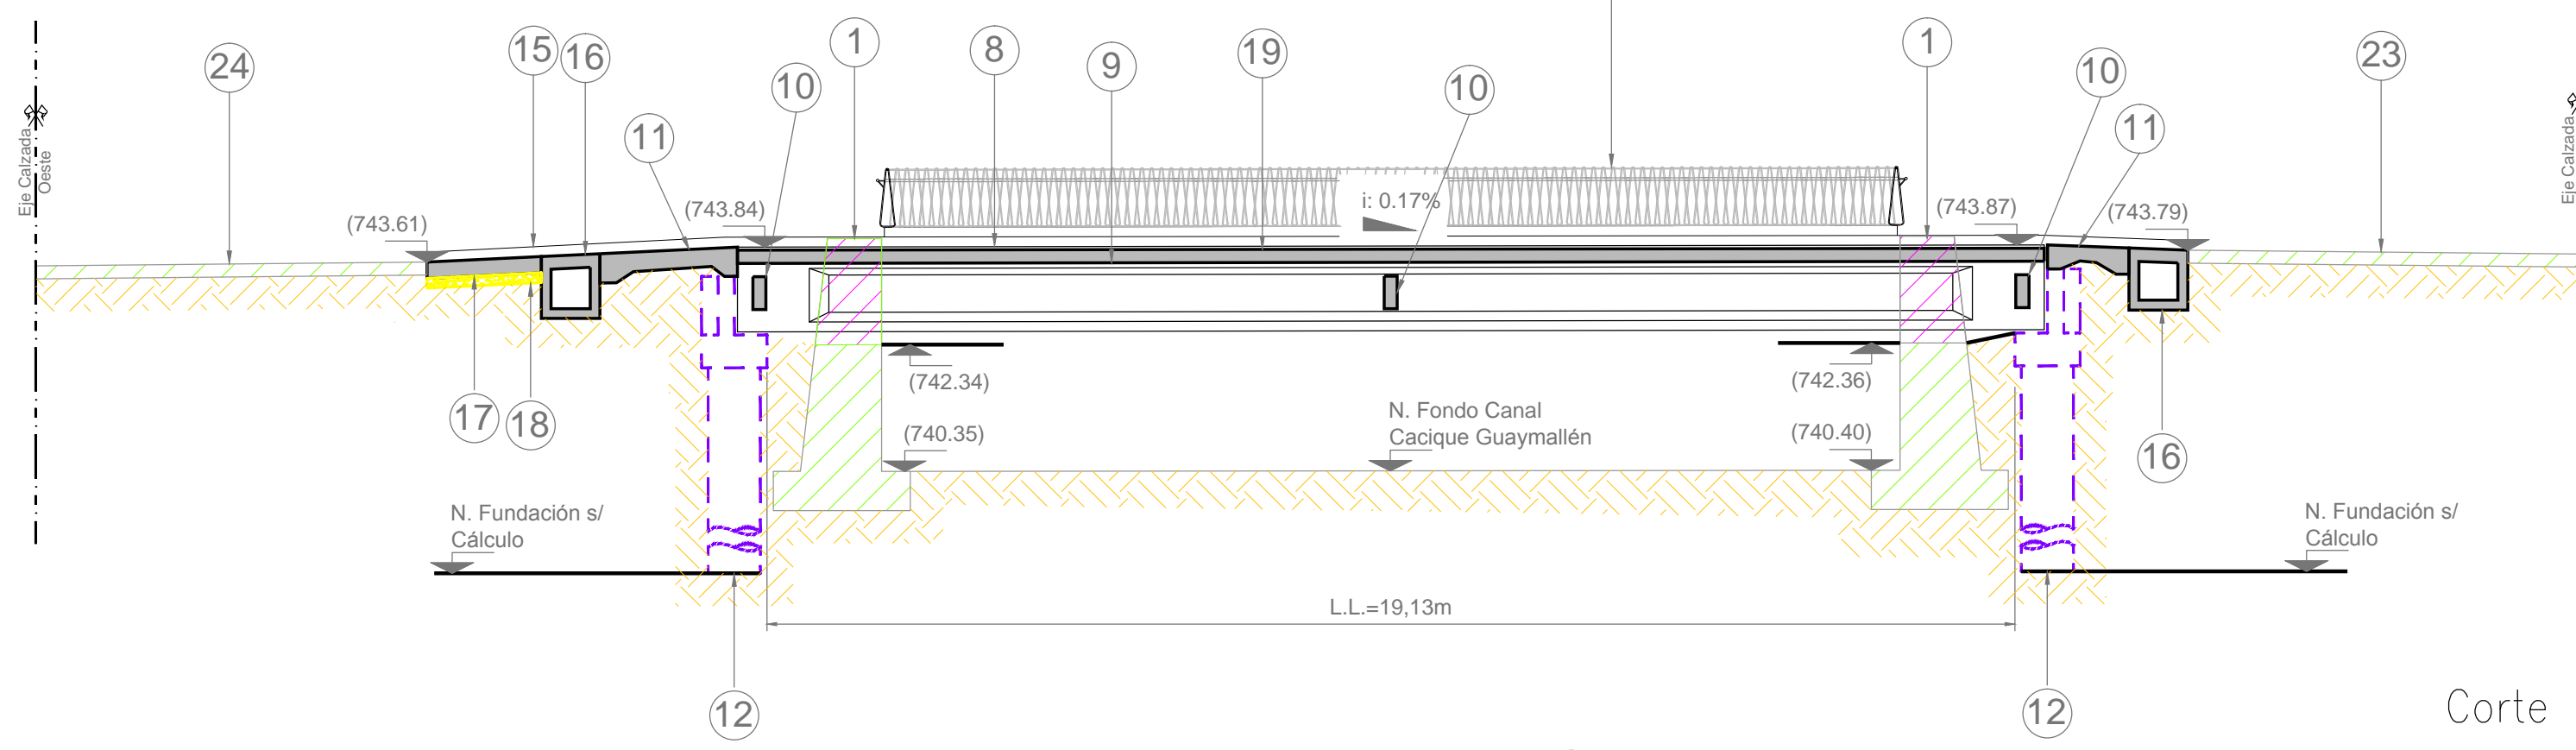 24
15
16
1
8
9
19
1
23
10
10
10
11
11
Eje Calzada
Oeste
Eje Calzada
i: 0.17%
(743.61)
(743.84)
(743.87)
(743.79)
(742.34)
(742.36)
17
18
N. Fondo Canal
Cacique Guaymallén
(740.35)
(740.40)
16
N. Fundación s/
Cálculo
N. Fundación s/
Cálculo
L.L.=19,13m
12
12
Corte